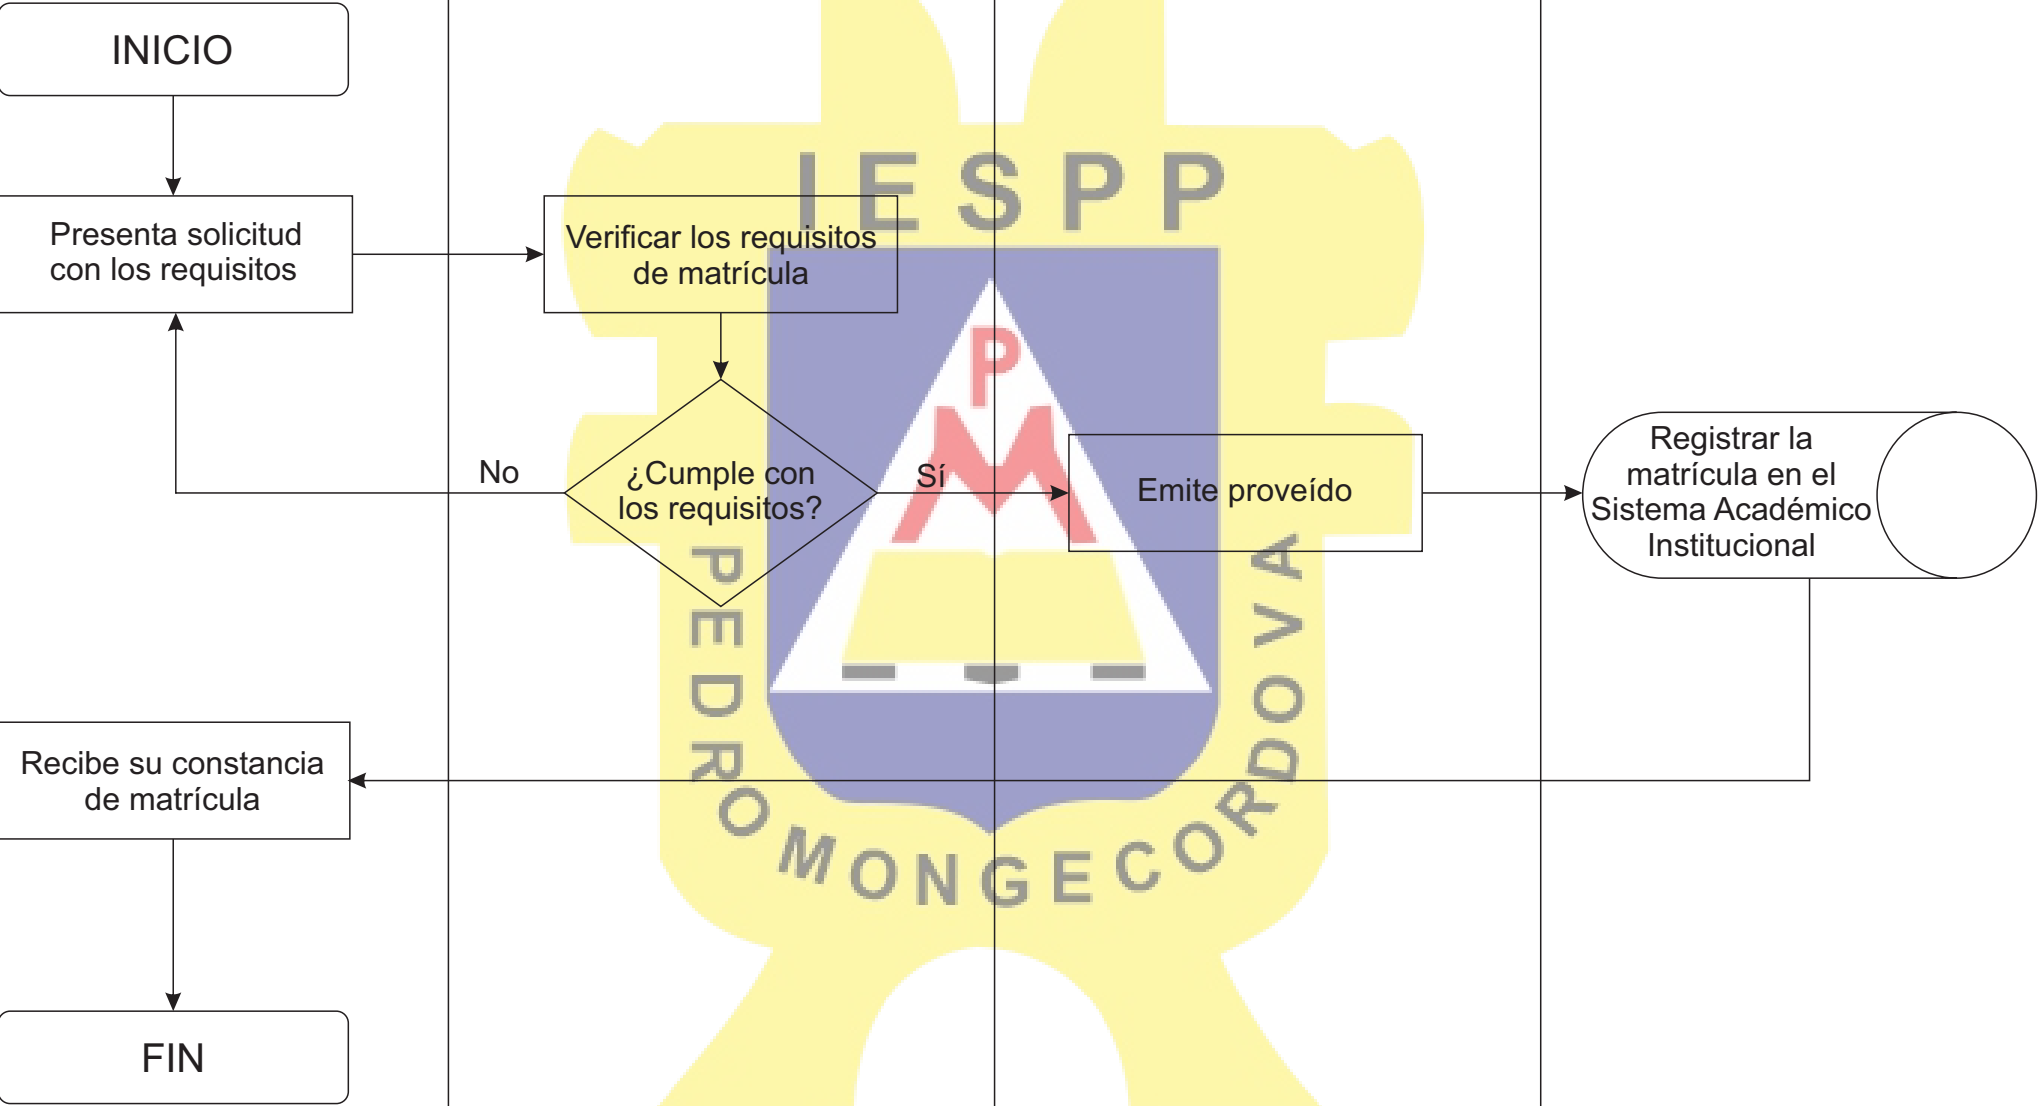 INICIO
IESPP
Presenta solicitud
con los requisitos
Verificar los requisitos
de matrícula
P
M
No
¿Cumple con
los requisitos?
Sí
Emite proveído
Registrar la
matrícula en el
Sistema Académico
Institucional
PEDRO MONGE CORDOVA
Recibe su constancia
de matrícula
FIN